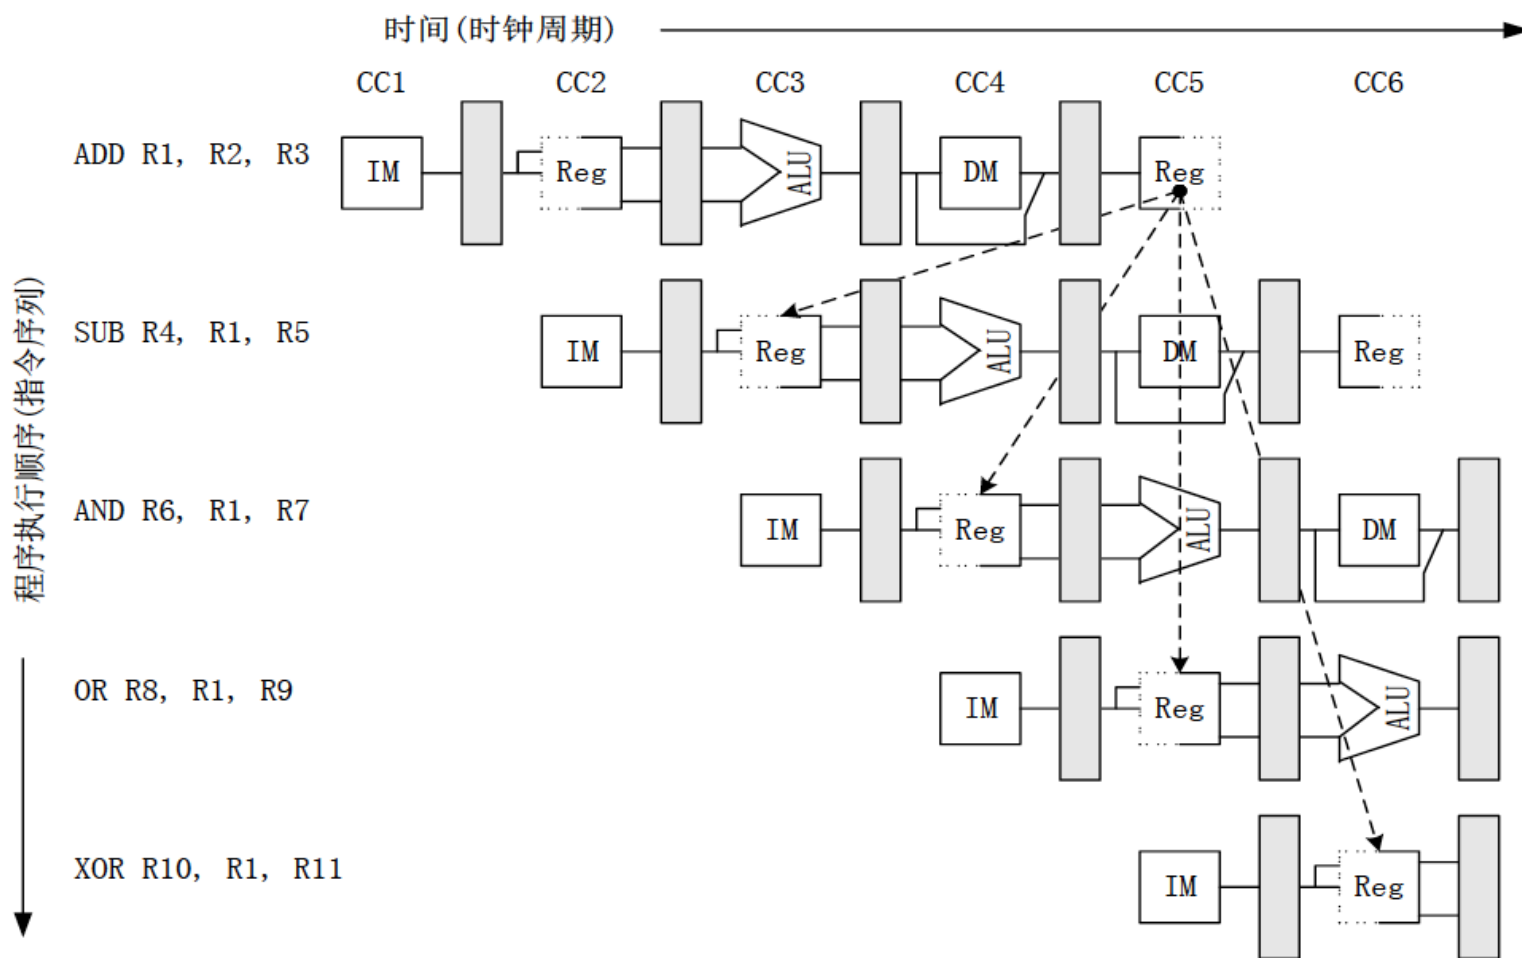 时间(时钟周期)
CC1 CC2 CC3 CC4 CC5 CC6
ADD R1, R2, R3
IM Reg ALU DM Reg
SUB R4, R1, R5
IM Reg ALU DM Reg
AND R6, R1, R7
IM Reg ALU DM
OR R8, R1, R9
IM Reg ALU
XOR R10, R1, R11
IM Reg
程序执行顺序(指令序列)